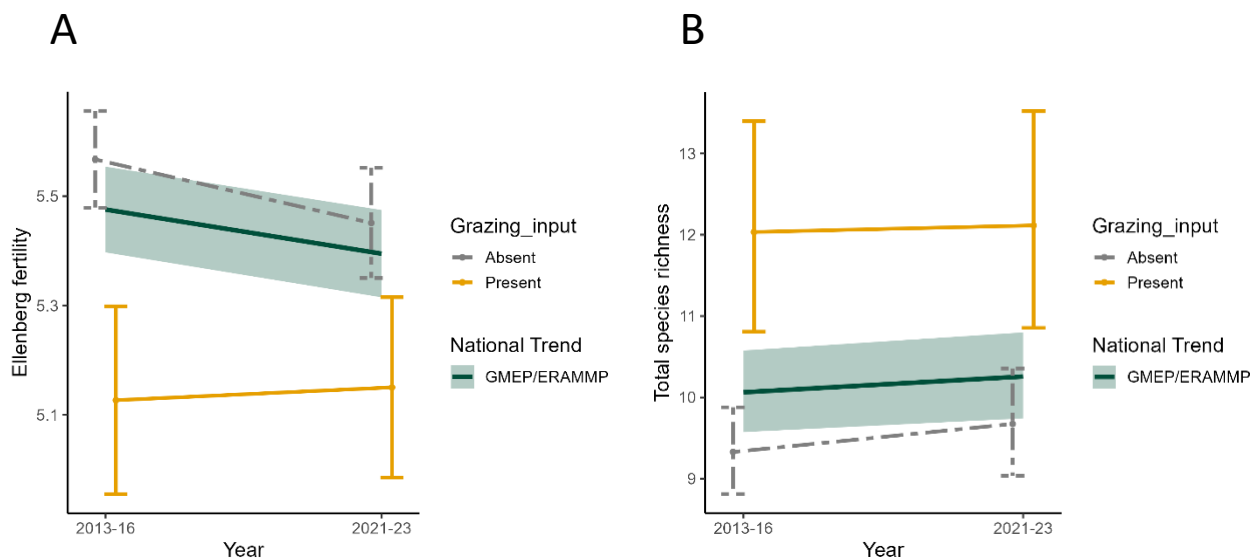 A
Ellenberg fertility
5.5
5.3
5.1
2013-16
2021-23
Year
Grazing_input
Absent
Present
National Trend
GMEP/ERAMMP
B
Total species richness
13
12
11
10
9
2013-16
2021-23
Year
Grazing_input
Absent
Present
National Trend
GMEP/ERAMMP